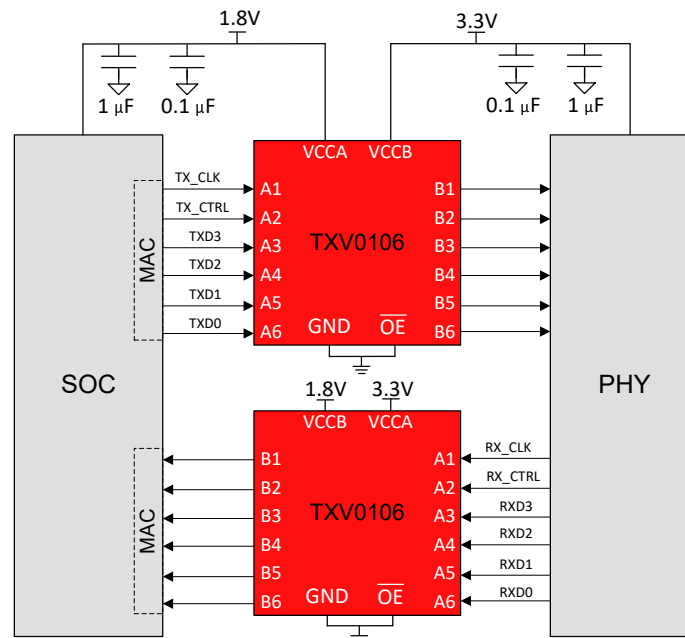 1.8V 3.3V
1 µF 0.1 µF 0.1 µF 1 µF
VCCA VCCB
TX_CLK A1 B1
TX_CTRL A2 B2
TXD3 A3 TXV0106 B3
MAC
TXD2 A4 B4
TXD1 A5 B5
TXD0 A6 GND OE B6
SOC PHY
1.8V 3.3V
VCCB VCCA
B1 A1 RX_CLK
B2 A2 RX_CTRL
B3 TXV0106 A3 RXD3
MAC
B4 A4 RXD2
B5 A5 RXD1
B6 GND OE A6 RXD0